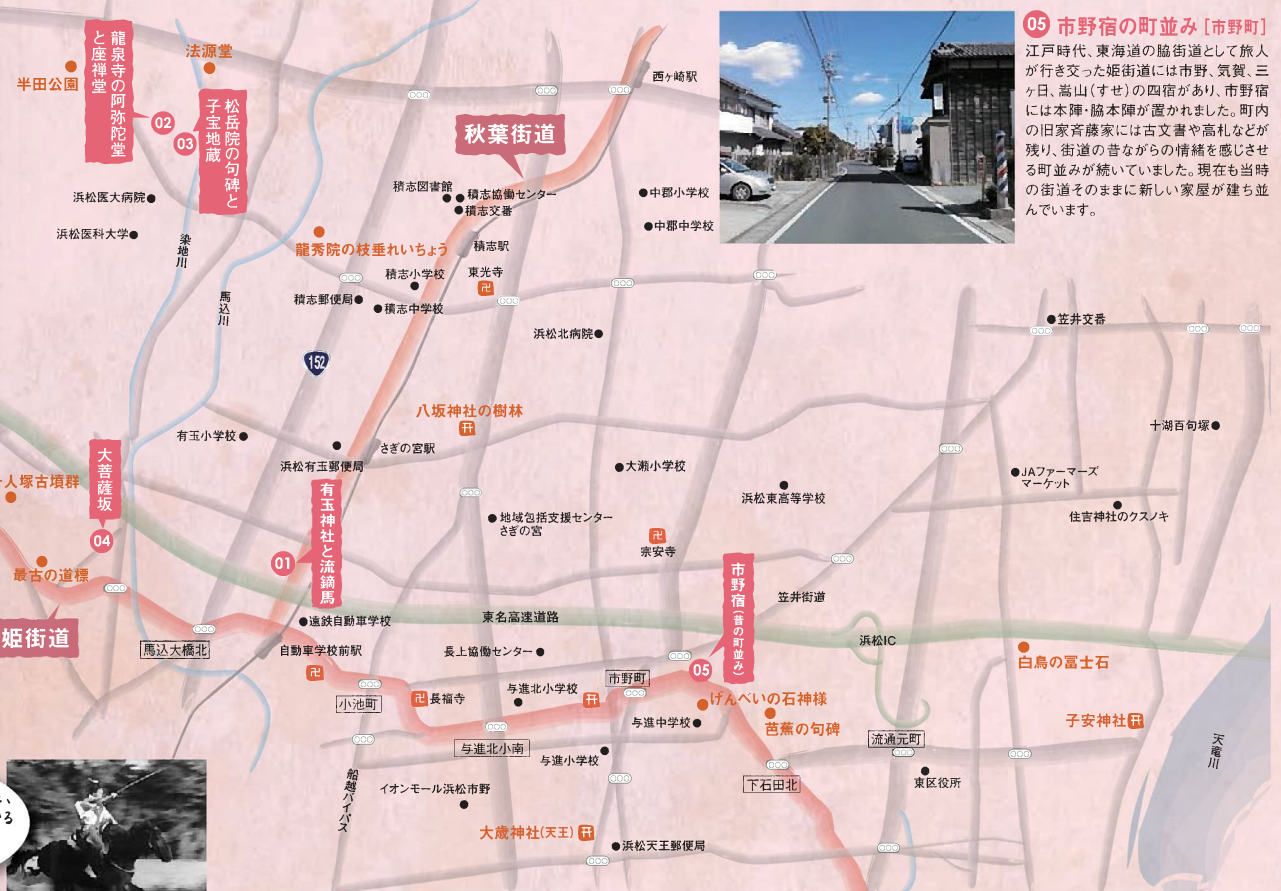 05 市野宿の町並み［市野町］
江戸時代、東海道の脇街道として旅人
が行き交った姫街道には市野、気賀、三
ヶ日、嵩山(すせ)の四宿があり、市野宿
には本陣・脇本陣が置かれました。町内
の旧家斉藤家には古文書や高札などが
残り、街道の昔ながらの情緒を感じさせ
る町並みが続いていました。現在も当時
の街道そのままに新しい家屋が建ち並
んでいます。
半田公園
龍泉寺の阿弥陀堂
と座禅堂
02
法源堂
03
松岳院の句碑と
子宝地蔵
西ヶ崎駅
秋葉街道
浜松医大病院
浜松医科大学
染地川
馬込川
積志図書館
積志協働センター
積志交番
中郡小学校
中郡中学校
龍秀院の枝垂れいちょう
積志駅
積志小学校
東光寺
積志郵便局
積志中学校
浜松北病院
笠井交番
152
八坂神社の樹林
有玉小学校
浜松有玉郵便局
さぎの宮駅
大瀬小学校
浜松東高等学校
十湖百句塚
JAファーマーズ
マーケット
住吉神社のクスノキ
人塚古墳群
大菩薩坂
04
最古の道標
有玉神社と流鏑馬
01
地域包括支援センター
さぎの宮
宗安寺
市野宿(昔の町並み)
05
笠井街道
姫街道
馬込大橋北
遠鉄自動車学校
自動車学校前駅
東名高速道路
長上協働センター
浜松IC
白鳥の冨士石
小池町
長福寺
与進北小学校
市野町
げんべいの石神様
芭蕉の句碑
与進中学校
子安神社
流通元町
与進北小南
与進小学校
下石田北
東区役所
天竜川
船越バイパス
イオンモール浜松市野
大歳神社(天王)
浜松天王郵便局